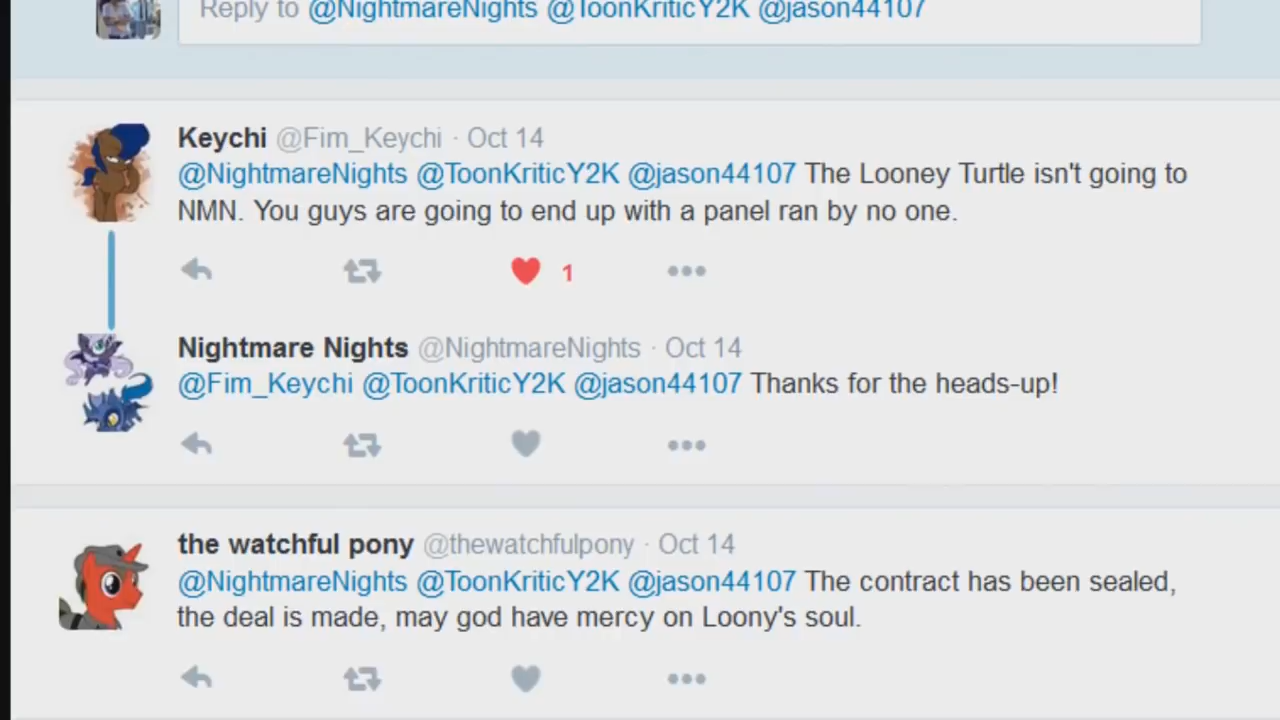 Reply to @NightmareNights @ToonKriticY2K @jason44107
Keychi @Fim_Keychi · Oct 14
@NightmareNights @ToonKriticY2K @jason44107 The Looney Turtle isn't going to
NMN. You guys are going to end up with a panel ran by no one.
1
Nightmare Nights @NightmareNights · Oct 14
@Fim_Keychi @ToonKriticY2K @jason44107 Thanks for the heads-up!
the watchful pony @thewatchfulpony · Oct 14
@NightmareNights @ToonKriticY2K @jason44107 The contract has been sealed,
the deal is made, may god have mercy on Loony's soul.